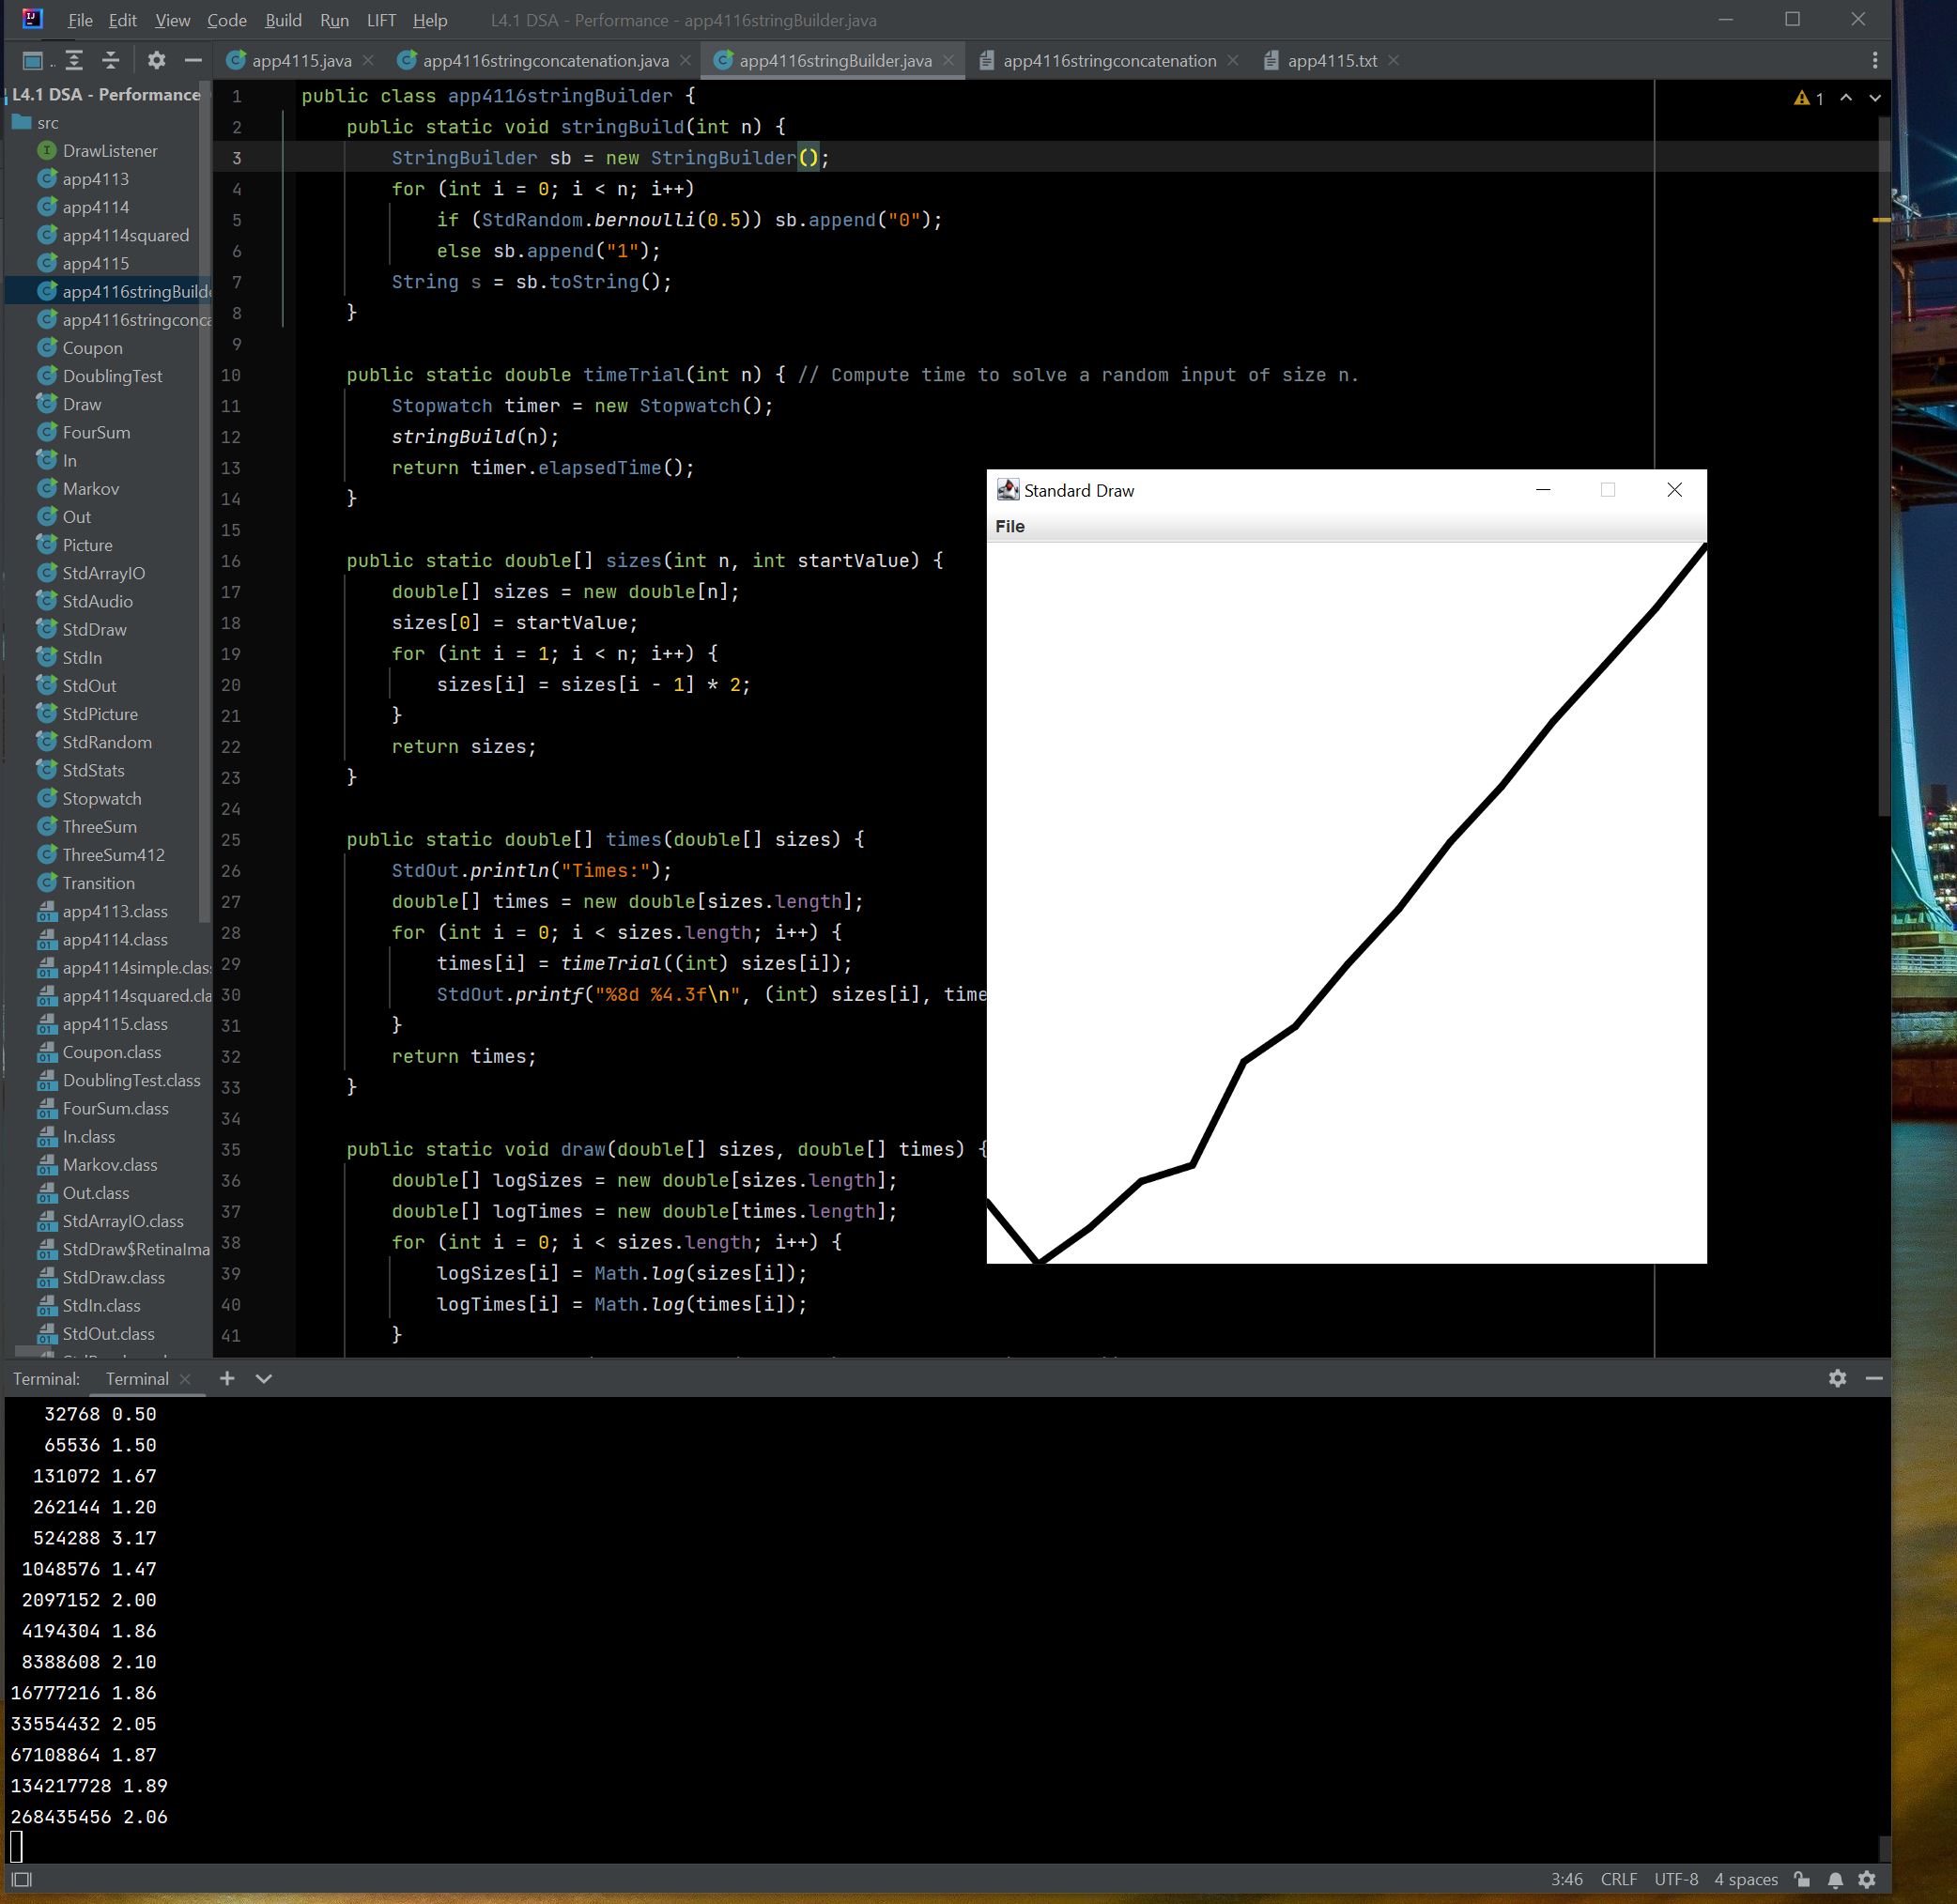 File Edit View Code Build Run LIFT Help L4.1 DSA - Performance - app4116stringBuilder.java
app4115.java app4116stringconcatenation.java app4116stringBuilder.java app4116stringconcatenation app4115.txt
L4.1 DSA - Performance
src
DrawListener
app4113
app4114
app4114squared
app4115
app4116stringBuild
app4116stringconc
Coupon
DoublingTest
Draw
FourSum
In
Markov
Out
Picture
StdArrayIO
StdAudio
StdDraw
StdIn
StdOut
StdPicture
StdRandom
StdStats
Stopwatch
ThreeSum
ThreeSum412
Transition
app4113.class
app4114.class
app4114simple.clas
app4114squared.cla
app4115.class
Coupon.class
DoublingTest.class
FourSum.class
In.class
Markov.class
Out.class
StdArrayIO.class
StdDraw$RetinaIma
StdDraw.class
StdIn.class
StdOut.class
1 public class app4116stringBuilder {
2 public static void stringBuild(int n) {
3 StringBuilder sb = new StringBuilder();
4 for (int i = 0; i < n; i++)
5 if (StdRandom.bernoulli(0.5)) sb.append("0");
6 else sb.append("1");
7 String s = sb.toString();
8 }
9
10 public static double timeTrial(int n) { // Compute time to solve a random input of size n.
11 Stopwatch timer = new Stopwatch();
12 stringBuild(n);
13 return timer.elapsedTime();
14 }
15
16 public static double[] sizes(int n, int startValue) {
17 double[] sizes = new double[n];
18 sizes[0] = startValue;
19 for (int i = 1; i < n; i++) {
20 sizes[i] = sizes[i - 1] * 2;
21 }
22 return sizes;
23 }
24
25 public static double[] times(double[] sizes) {
26 StdOut.println("Times:");
27 double[] times = new double[sizes.length];
28 for (int i = 0; i < sizes.length; i++) {
29 times[i] = timeTrial((int) sizes[i]);
30 StdOut.printf("%8d %4.3f\n", (int) sizes[i], time
31 }
32 return times;
33 }
34
35 public static void draw(double[] sizes, double[] times) {
36 double[] logSizes = new double[sizes.length];
37 double[] logTimes = new double[times.length];
38 for (int i = 0; i < sizes.length; i++) {
39 logSizes[i] = Math.log(sizes[i]);
40 logTimes[i] = Math.log(times[i]);
41 }
1
Standard Draw
File
Terminal: Terminal
32768 0.50
65536 1.50
131072 1.67
262144 1.20
524288 3.17
1048576 1.47
2097152 2.00
4194304 1.86
8388608 2.10
16777216 1.86
33554432 2.05
67108864 1.87
134217728 1.89
268435456 2.06
3:46 CRLF UTF-8 4 spaces